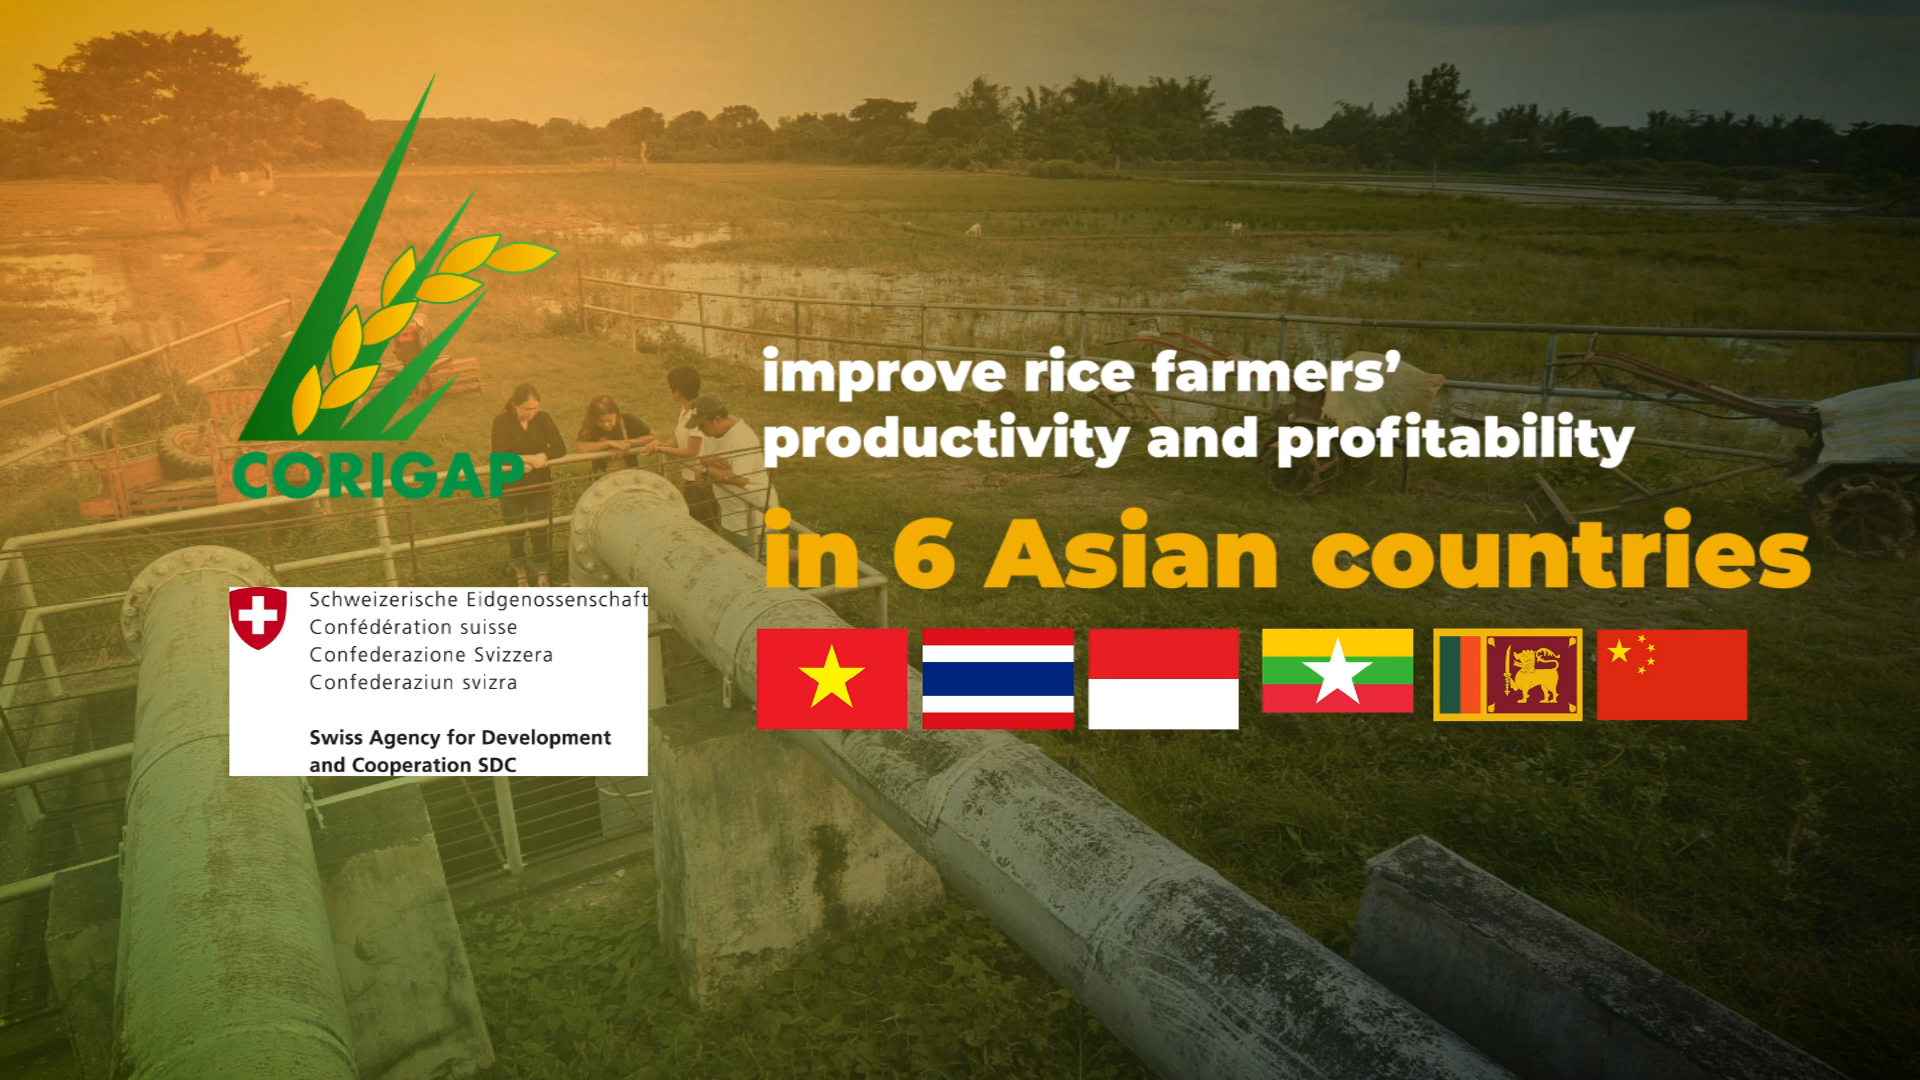 CORIGAP
Schweizerische Eidgenossenschaft
Confédération suisse
Confederazione Svizzera
Confederaziun svizra
Swiss Agency for Development
and Cooperation SDC
improve rice farmers’
productivity and profitability
in 6 Asian countries